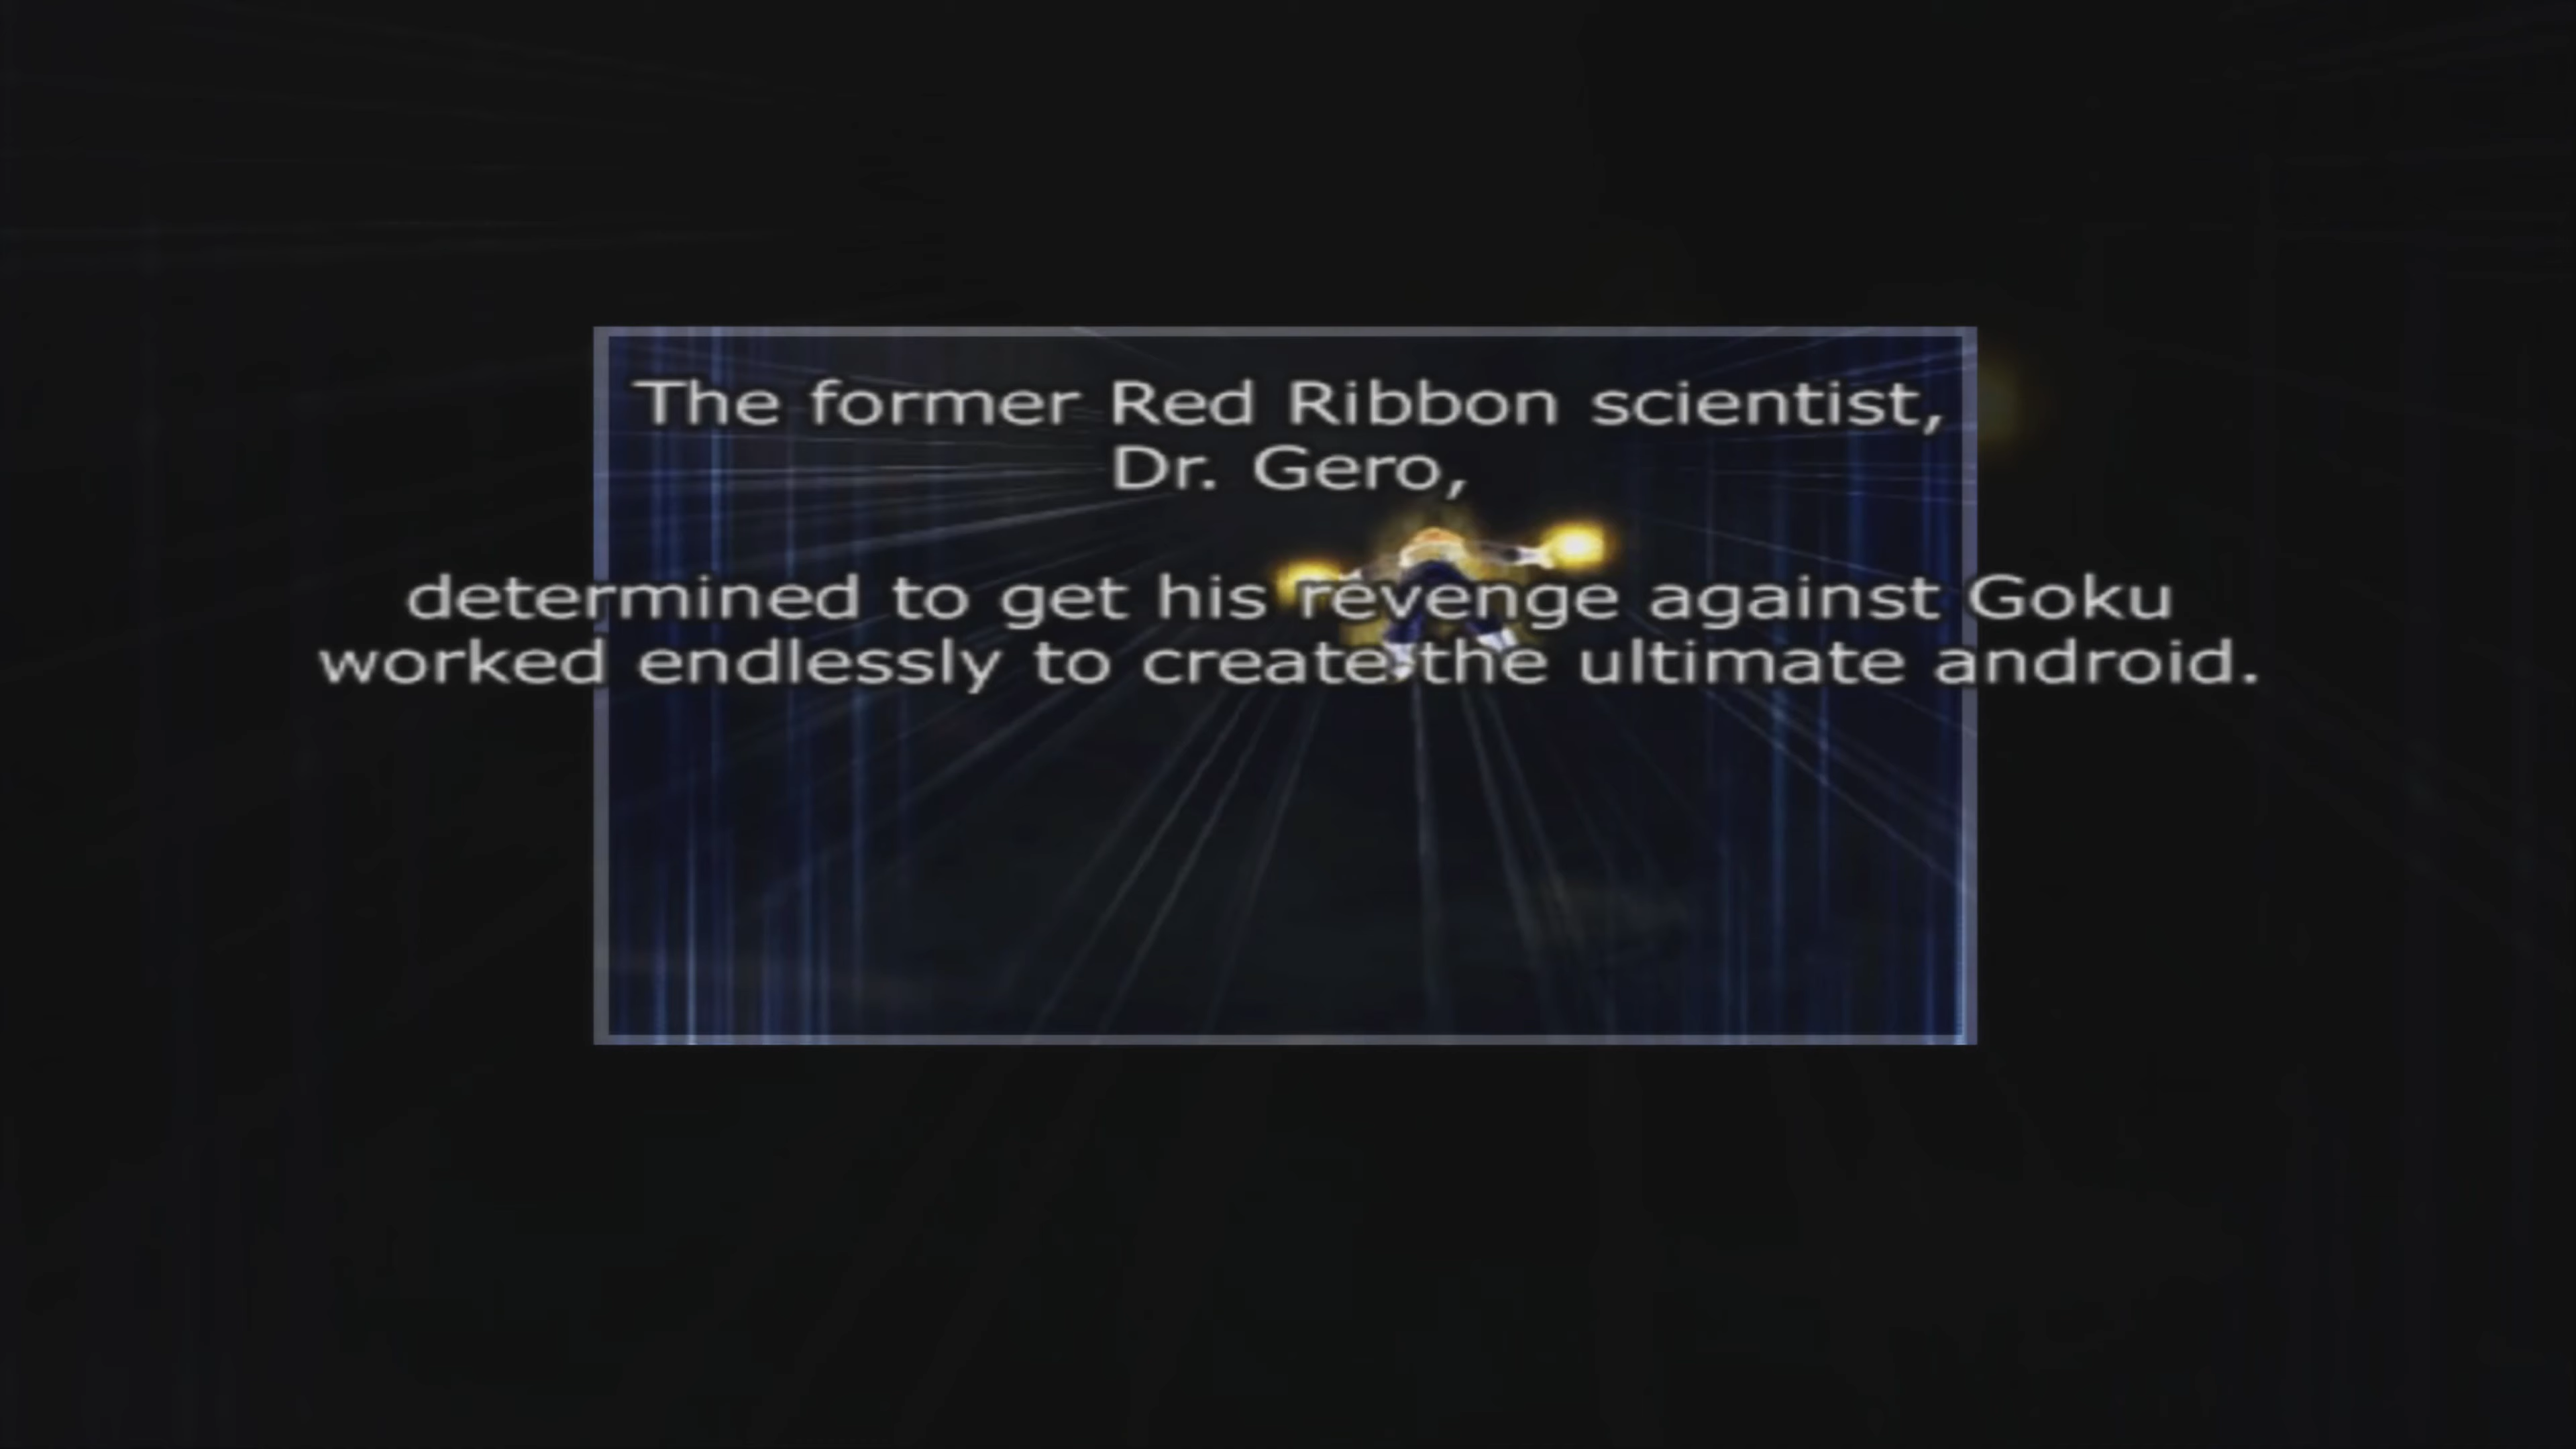 The former Red Ribbon scientist,
Dr. Gero,
determined to get his revenge against Goku
worked endlessly to create the ultimate android.